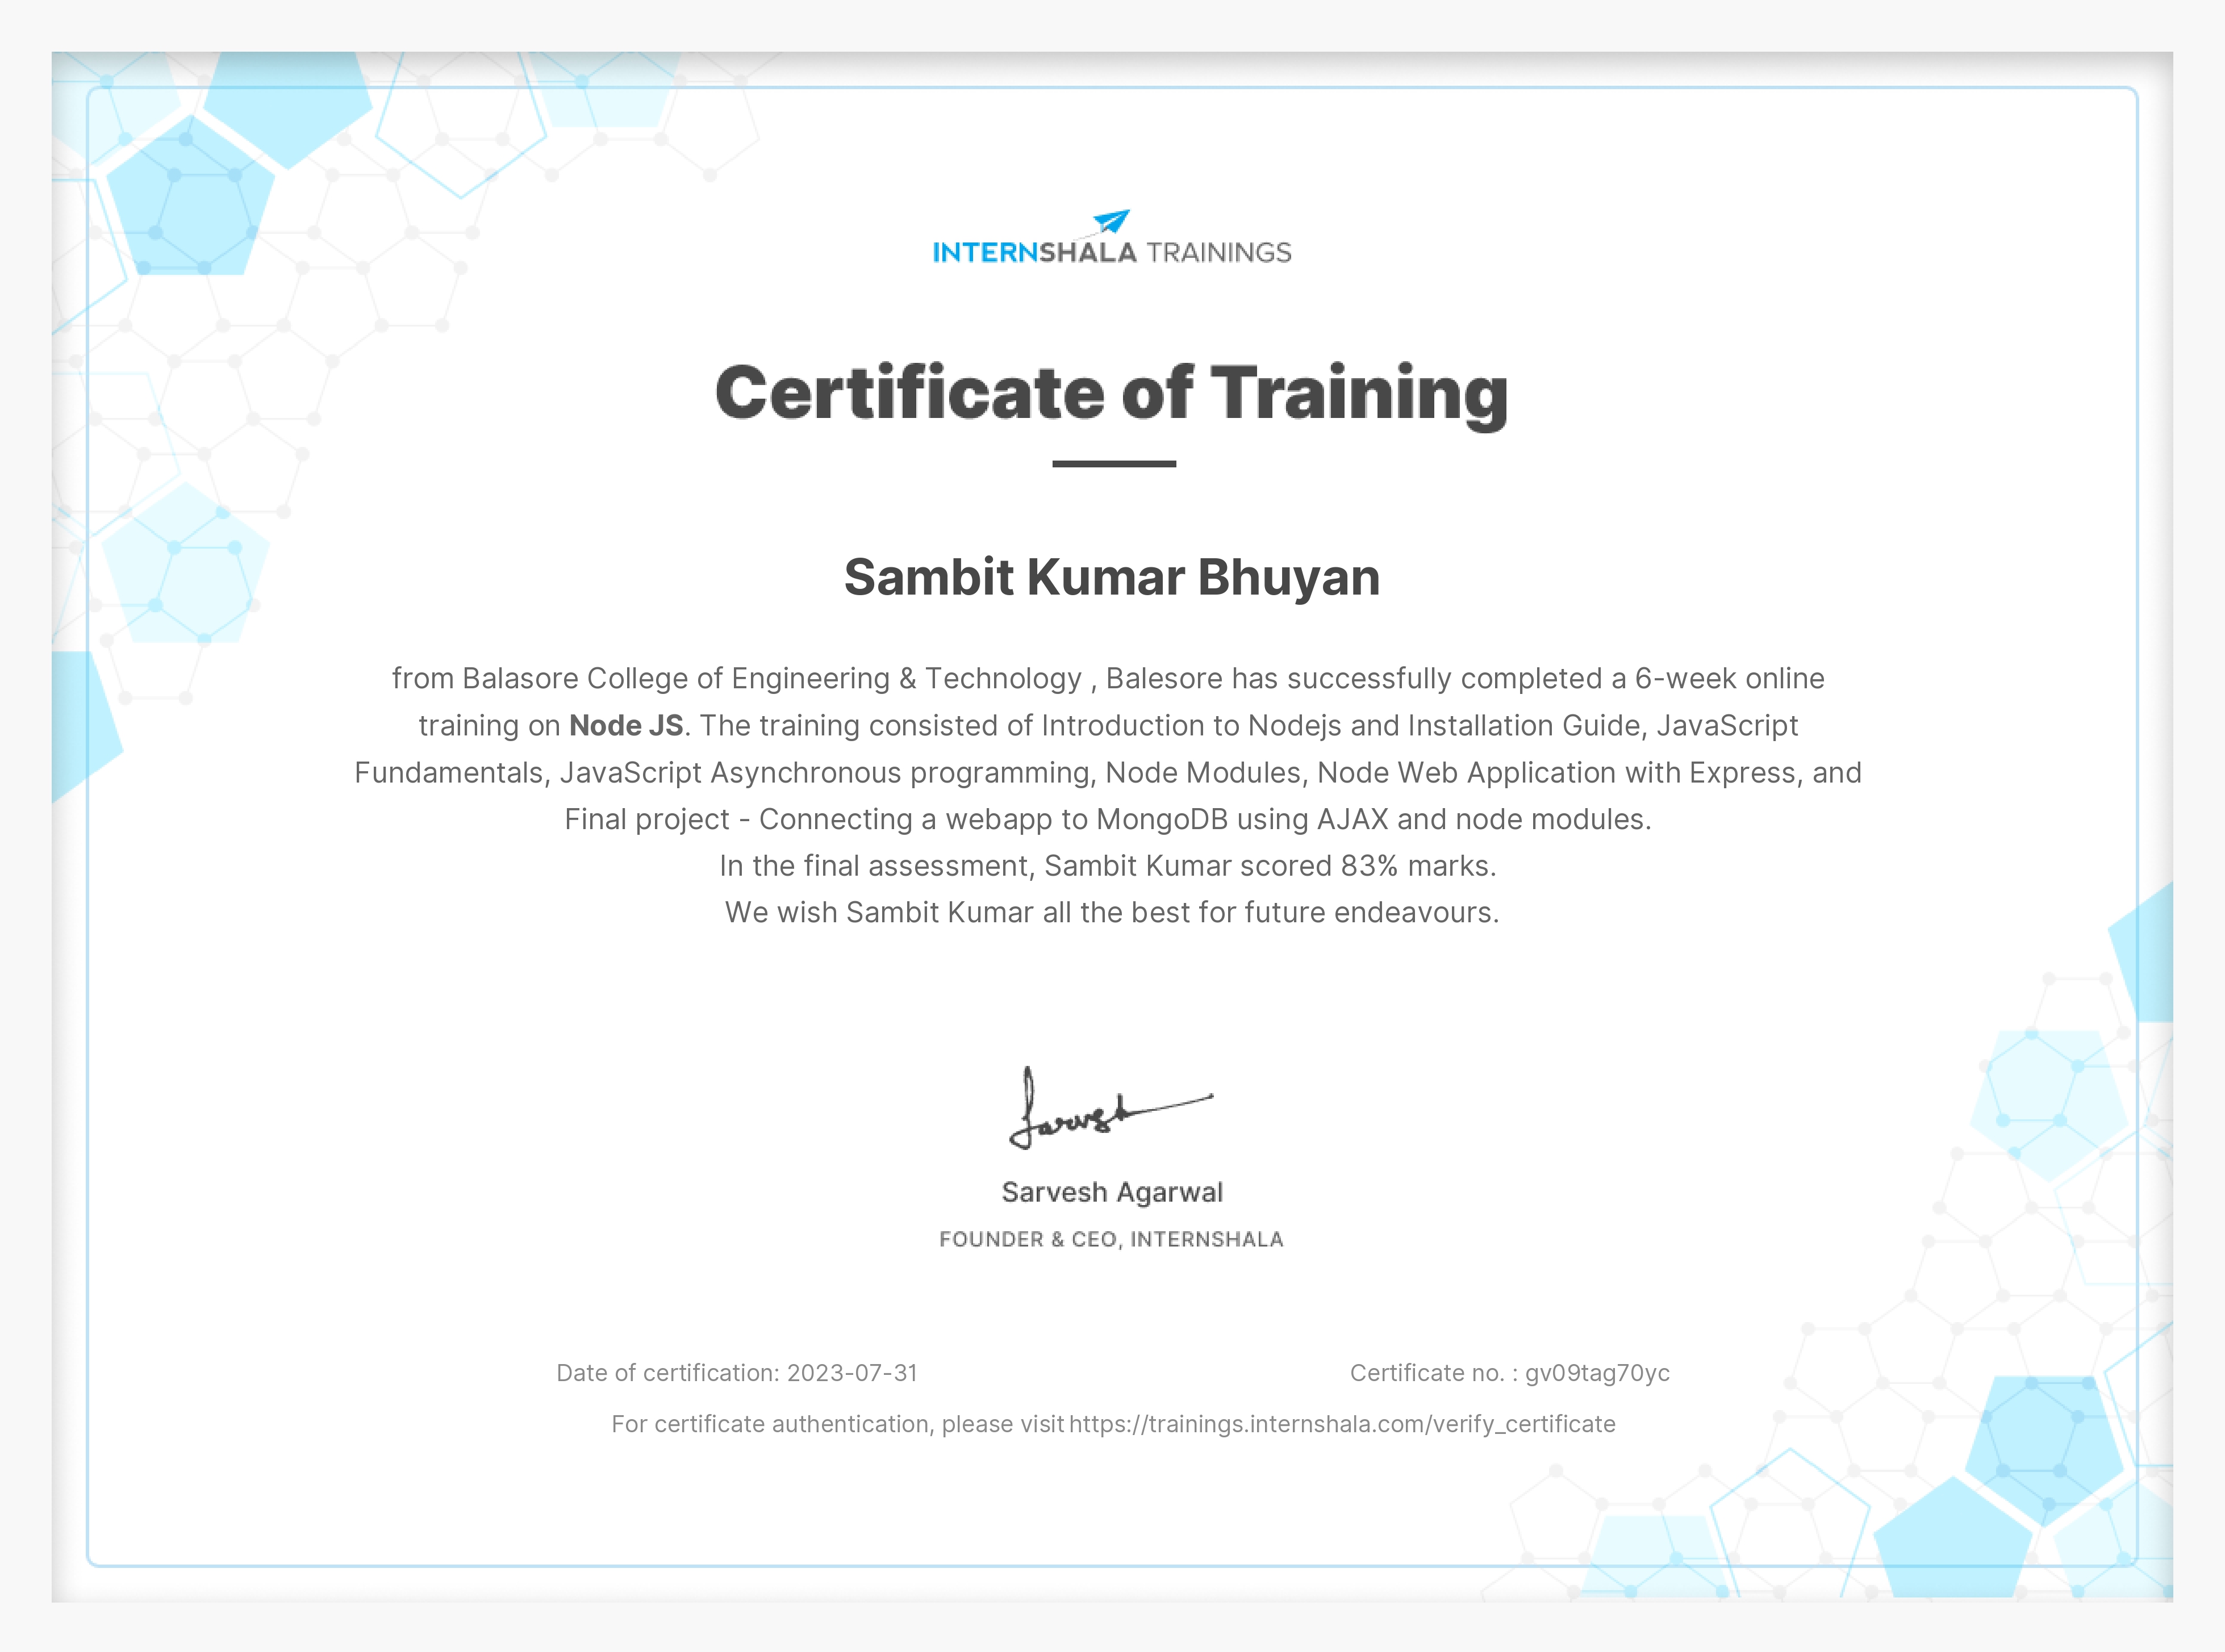 INTERNSHALA TRAININGS
Certificate of Training
Sambit Kumar Bhuyan
from Balasore College of Engineering & Technology , Balesore has successfully completed a 6-week online
training on Node JS. The training consisted of Introduction to Nodejs and Installation Guide, JavaScript
Fundamentals, JavaScript Asynchronous programming, Node Modules, Node Web Application with Express, and
Final project - Connecting a webapp to MongoDB using AJAX and node modules.
In the final assessment, Sambit Kumar scored 83% marks.
We wish Sambit Kumar all the best for future endeavours.
Sarvesh
Sarvesh Agarwal
FOUNDER & CEO, INTERNSHALA
Date of certification: 2023-07-31
Certificate no. : gv09tag70yc
For certificate authentication, please visit https://trainings.internshala.com/verify_certificate